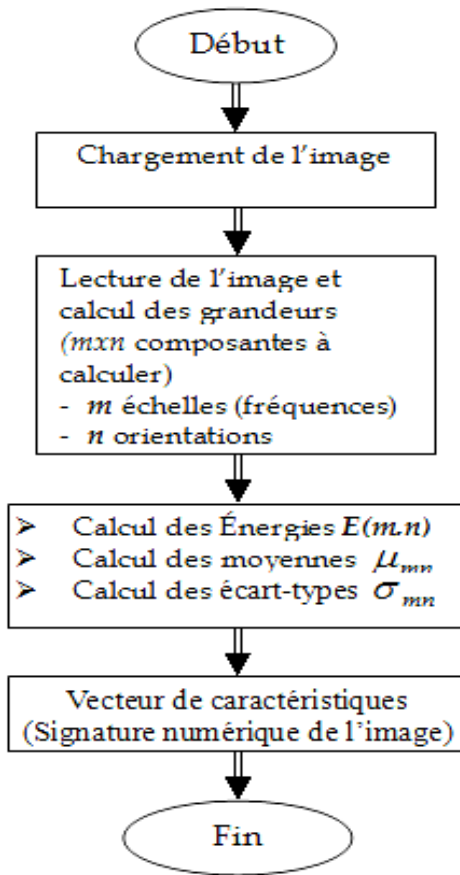 Début
Chargement de l'image
Lecture de l'image et
calcul des grandeurs
(mxn composantes à
calculer)
- m échelles (fréquences)
- n orientations
➢ Calcul des Énergies E(m.n)
➢ Calcul des moyennes μmn
➢ Calcul des écart-types σmn
Vecteur de caractéristiques
(Signature numérique de l'image)
Fin